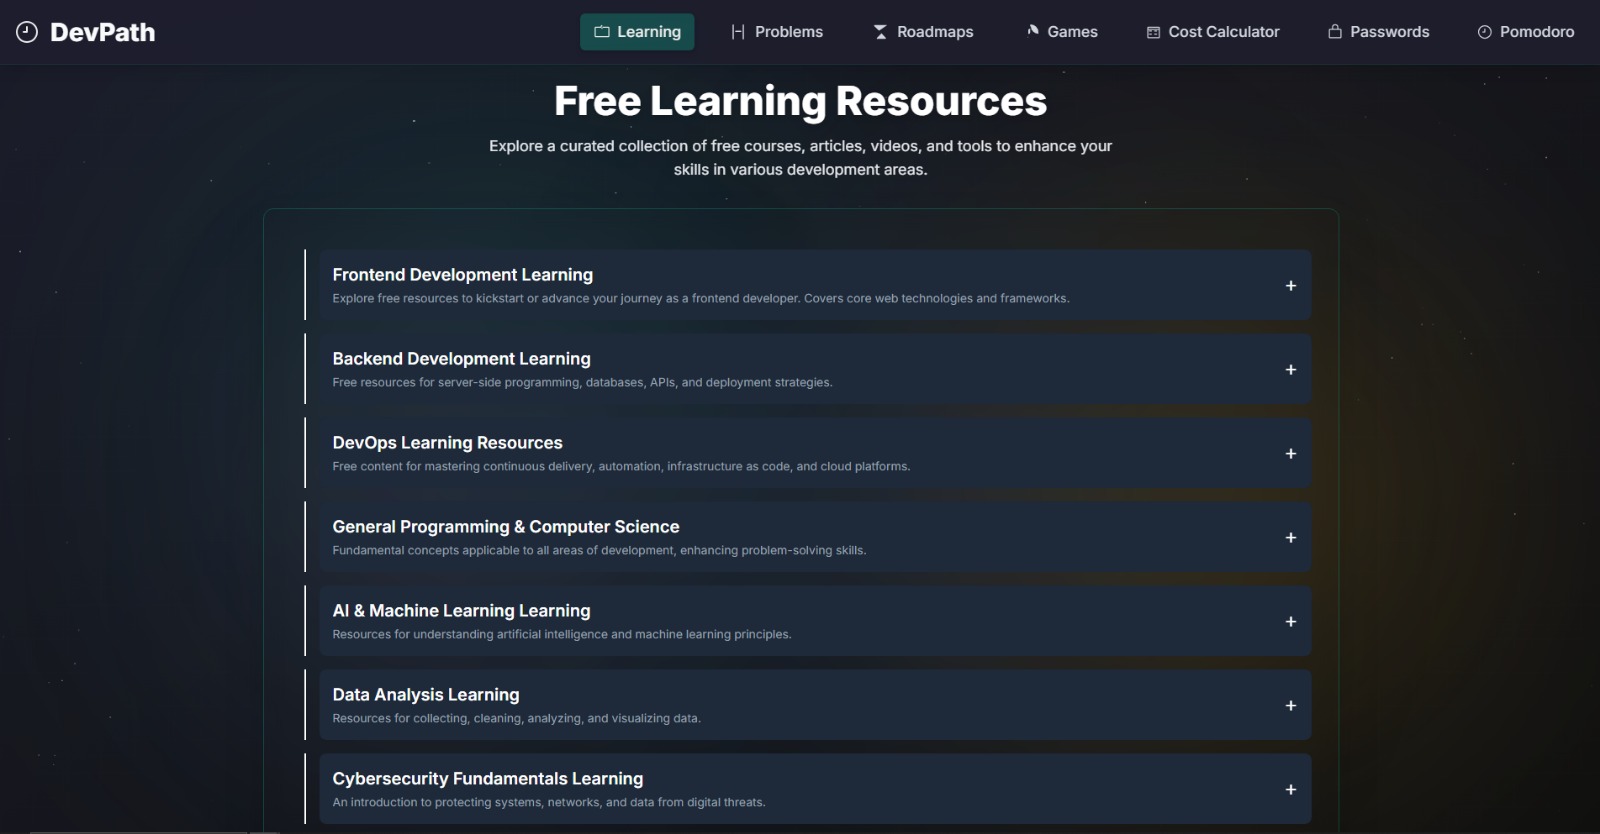 DevPath
Learning
Problems
Roadmaps
Games
Cost Calculator
Passwords
Pomodoro
Free Learning Resources
Explore a curated collection of free courses, articles, videos, and tools to enhance your
skills in various development areas.
Frontend Development Learning
Explore free resources to kickstart or advance your journey as a frontend developer. Covers core web technologies and frameworks.
+
Backend Development Learning
Free resources for server-side programming, databases, APIs, and deployment strategies.
+
DevOps Learning Resources
Free content for mastering continuous delivery, automation, infrastructure as code, and cloud platforms.
+
General Programming & Computer Science
Fundamental concepts applicable to all areas of development, enhancing problem-solving skills.
+
AI & Machine Learning Learning
Resources for understanding artificial intelligence and machine learning principles.
+
Data Analysis Learning
Resources for collecting, cleaning, analyzing, and visualizing data.
+
Cybersecurity Fundamentals Learning
An introduction to protecting systems, networks, and data from digital threats.
+